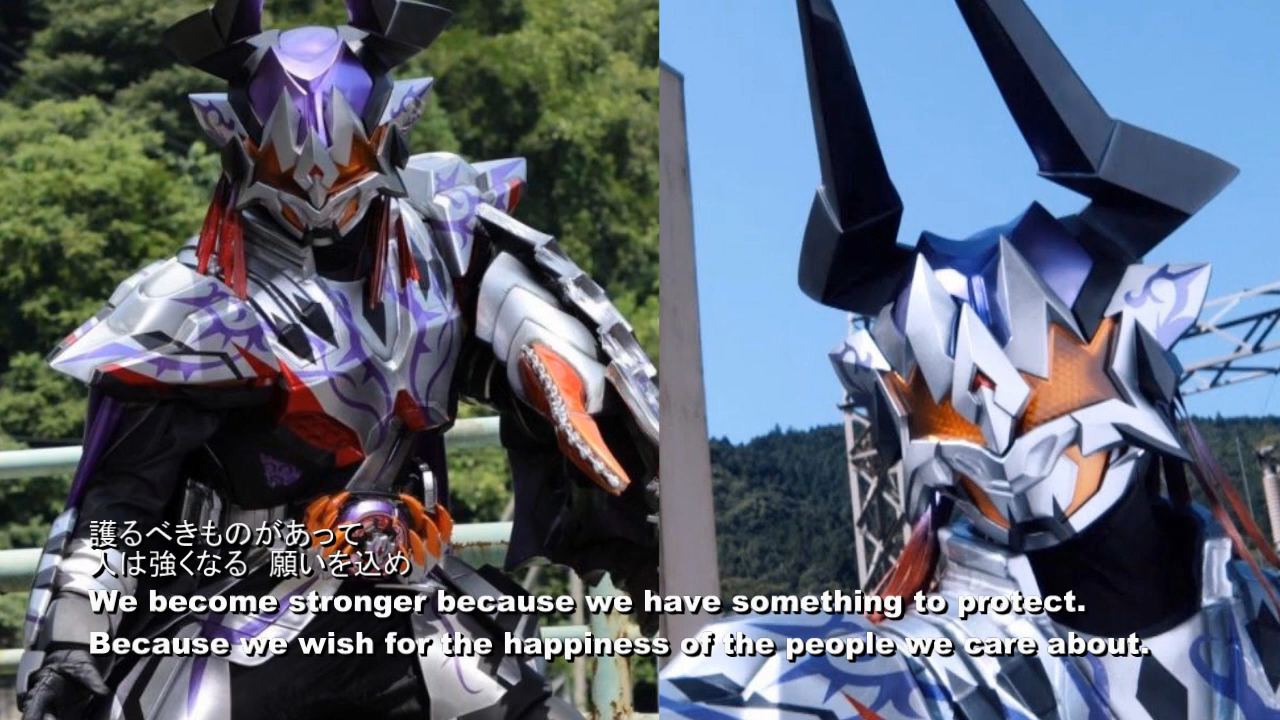 護るべきものがあって
人は強くなる 願いを込め
We become stronger because we have something to protect.
Because we wish for the happiness of the people we care about.